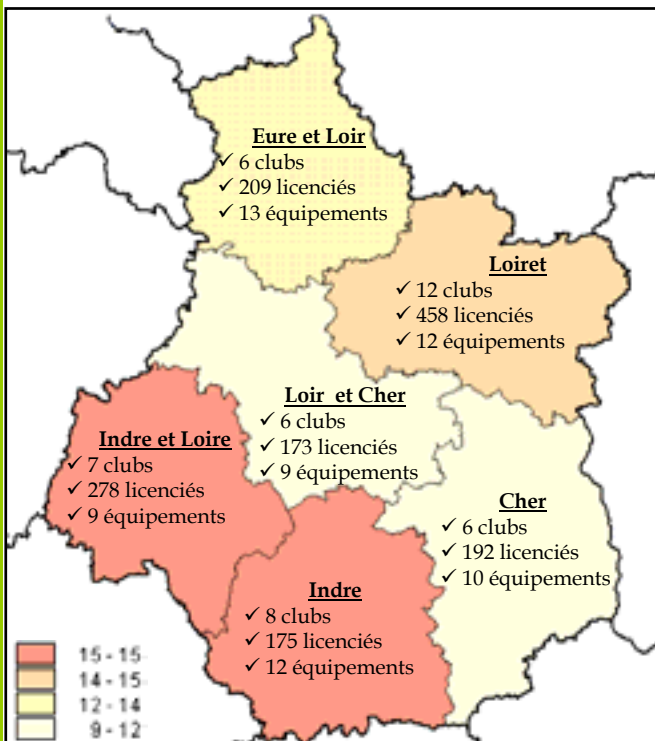 Eure et Loir
✓ 6 clubs
✓ 209 licenciés
✓ 13 équipements
Loiret
✓ 12 clubs
✓ 458 licenciés
✓ 12 équipements
Loir et Cher
✓ 6 clubs
✓ 173 licenciés
✓ 9 équipements
Indre et Loire
✓ 7 clubs
✓ 278 licenciés
✓ 9 équipements
Cher
✓ 6 clubs
✓ 192 licenciés
✓ 10 équipements
Indre
✓ 8 clubs
✓ 175 licenciés
✓ 12 équipements
15 - 15
14 - 15
12 - 14
9 - 12